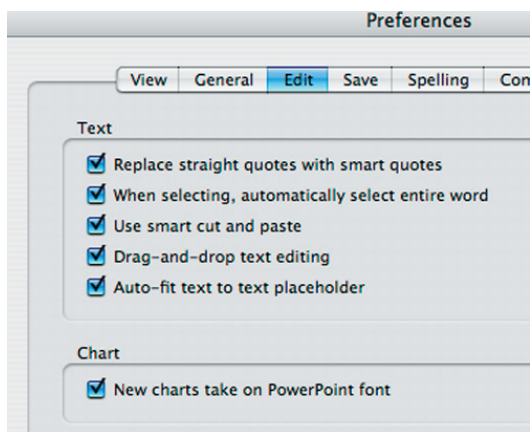 Preferences
View General Edit Save Spelling
Text
Replace straight quotes with smart quotes
When selecting, automatically select entire word
Use smart cut and paste
Drag-and-drop text editing
Auto-fit text to text placeholder
Chart
New charts take on PowerPoint font